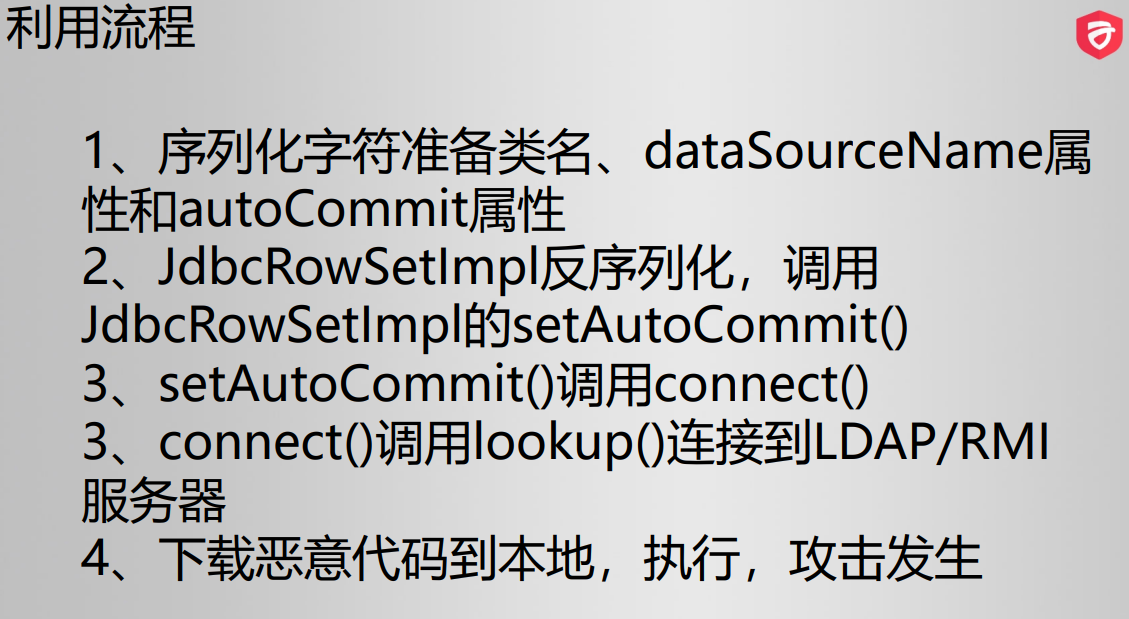 利用流程
1、序列化字符准备类名、dataSourceName属
性和autoCommit属性
2、JdbcRowSetImpl反序列化，调用
JdbcRowSetImpl的setAutoCommit()
3、setAutoCommit()调用connect()
3、connect()调用lookup()连接到LDAP/RMI
服务器
4、下载恶意代码到本地，执行，攻击发生